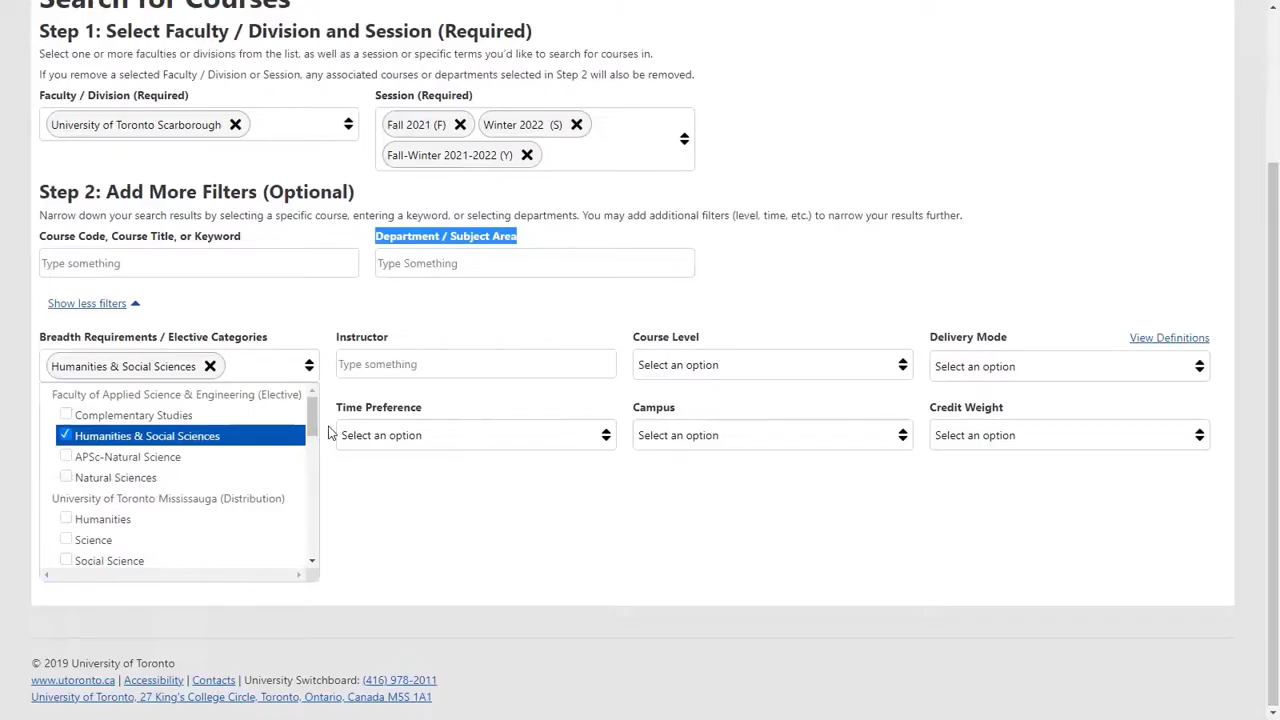 Search for Courses
Step 1: Select Faculty / Division and Session (Required)
Select one or more faculties or divisions from the list, as well as a session or specific terms you'd like to search for courses in.
If you remove a selected Faculty / Division or Session, any associated courses or departments selected in Step 2 will also be removed.
Faculty / Division (Required)
Session (Required)
University of Toronto Scarborough
Fall 2021 (F)
Winter 2022 (S)
Fall-Winter 2021-2022 (Y)
Step 2: Add More Filters (Optional)
Narrow down your search results by selecting a specific course, entering a keyword, or selecting departments. You may add additional filters (level, time, etc.) to narrow your results further.
Course Code, Course Title, or Keyword
Department / Subject Area
Type something
Type Something
Show less filters
Breadth Requirements / Elective Categories
Instructor
Course Level
Delivery Mode
View Definitions
Humanities & Social Sciences
Type something
Select an option
Select an option
Faculty of Applied Science & Engineering (Elective)
Complementary Studies
Humanities & Social Sciences
APSc-Natural Science
Natural Sciences
University of Toronto Mississauga (Distribution)
Humanities
Science
Social Science
Time Preference
Campus
Credit Weight
Select an option
Select an option
Select an option
© 2019 University of Toronto
www.utoronto.ca | Accessibility | Contacts | University Switchboard: (416) 978-2011
University of Toronto, 27 King's College Circle, Toronto, Ontario, Canada M5S 1A1